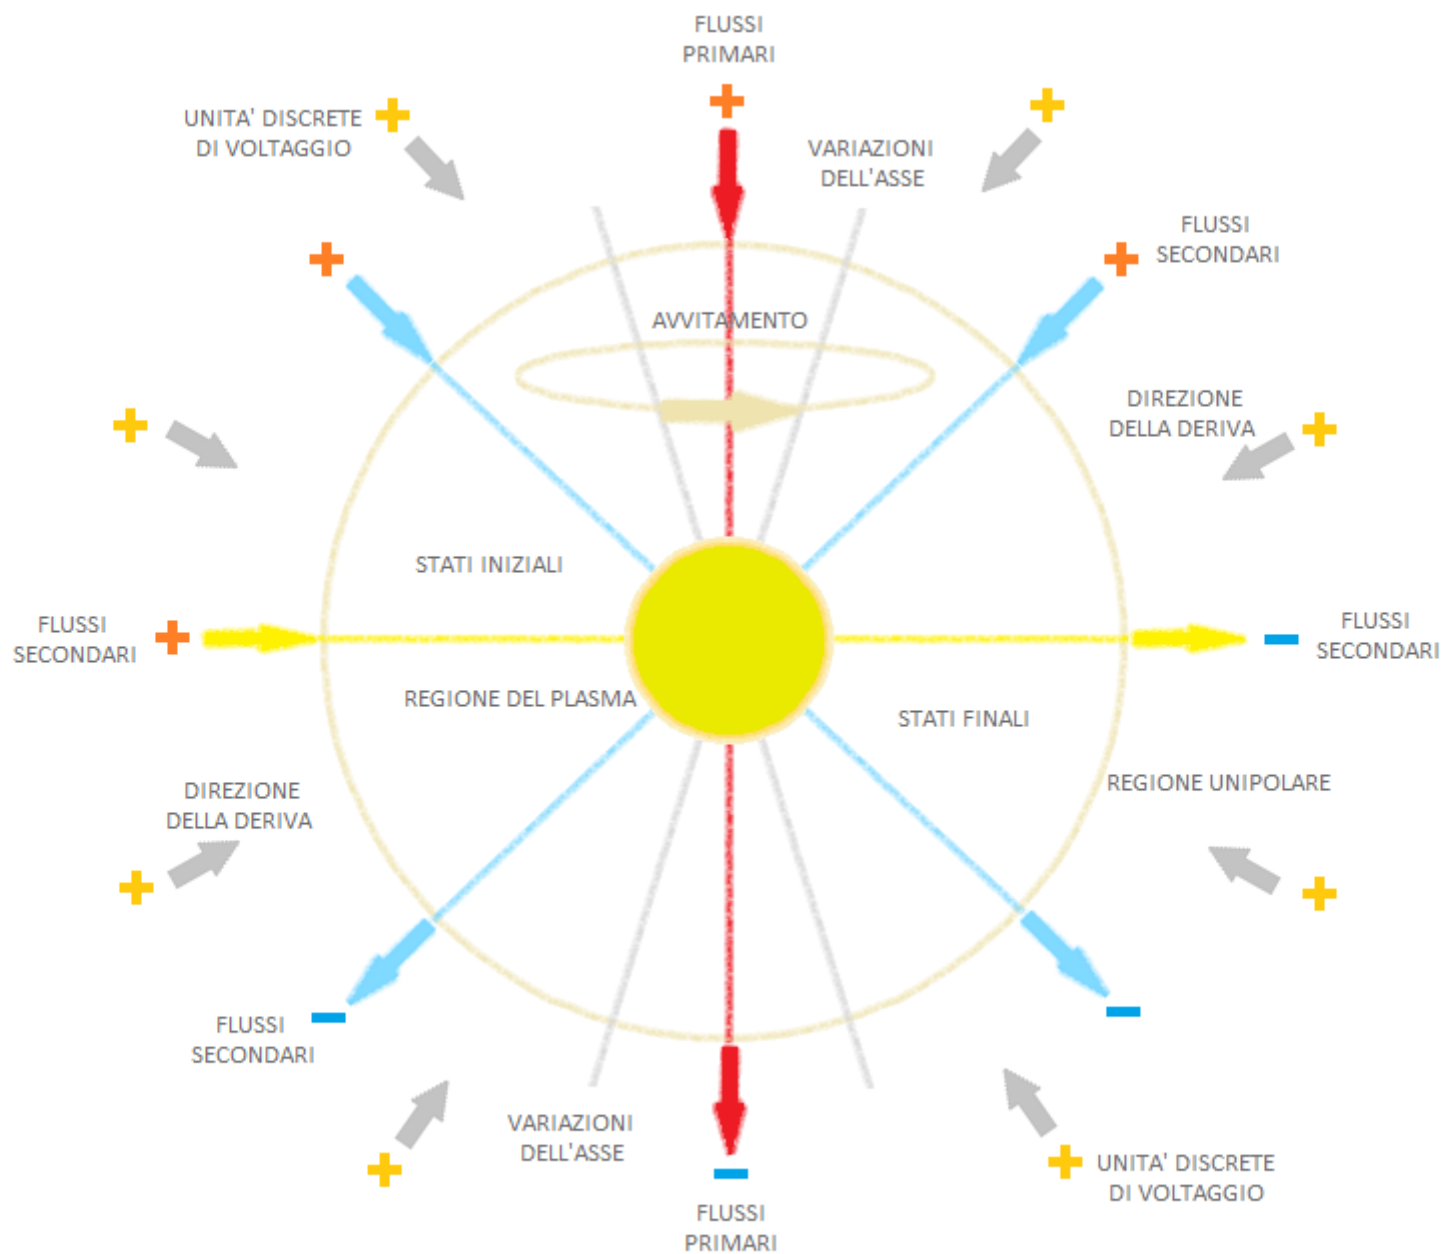 FLUSSI
PRIMARI
UNITA' DISCRETE
DI VOLTAGGIO
VARIAZIONI
DELL'ASSE
FLUSSI
SECONDARI
AVVITAMENTO
DIREZIONE
DELLA DERIVA
STATI INIZIALI
FLUSSI
SECONDARI
FLUSSI
SECONDARI
REGIONE DEL PLASMA
STATI FINALI
DIREZIONE
DELLA DERIVA
REGIONE UNIPOLARE
FLUSSI
SECONDARI
VARIAZIONI
DELL'ASSE
UNITA' DISCRETE
DI VOLTAGGIO
FLUSSI
PRIMARI